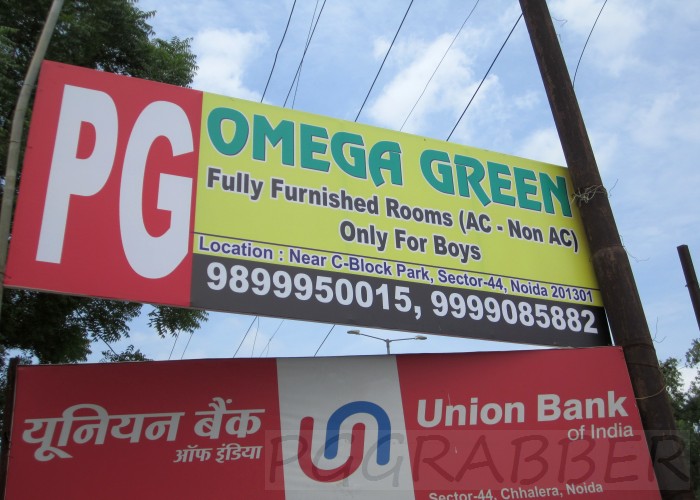 PG
OMEGA GREEN
Fully Furnished Rooms (AC - Non AC)
Only For Boys
Location : Near C-Block Park, Sector-44, Noida 201301
9899950015, 9999085882
यूनियन बैंक
ऑफ इंडिया
Union Bank
of India
PGGRABBER
Sector-44, Chhalera, Noida